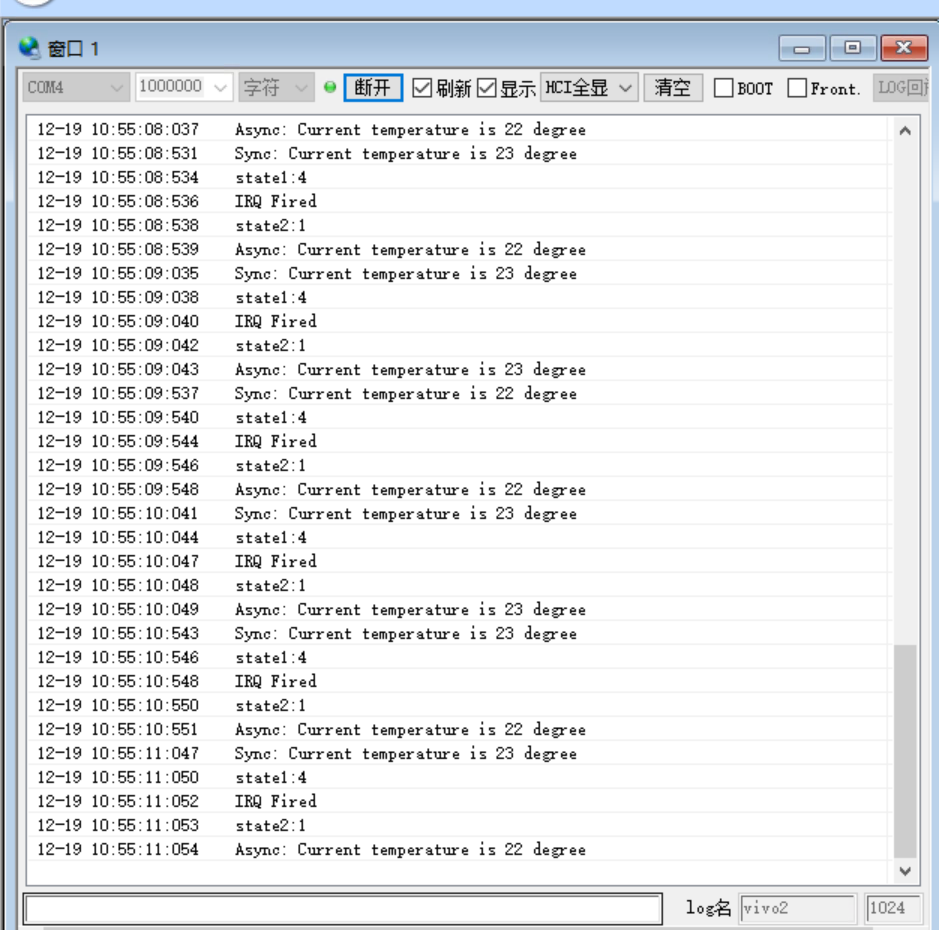 窗口 1
COM4 1000000 字符 断开 刷新 显示 HCI全显 清空 BOOT Front. LOG回
12-19 10:55:08:037 Async: Current temperature is 22 degree
12-19 10:55:08:531 Sync: Current temperature is 23 degree
12-19 10:55:08:534 state1:4
12-19 10:55:08:536 IRQ Fired
12-19 10:55:08:538 state2:1
12-19 10:55:08:539 Async: Current temperature is 22 degree
12-19 10:55:09:035 Sync: Current temperature is 23 degree
12-19 10:55:09:038 state1:4
12-19 10:55:09:040 IRQ Fired
12-19 10:55:09:042 state2:1
12-19 10:55:09:043 Async: Current temperature is 23 degree
12-19 10:55:09:537 Sync: Current temperature is 22 degree
12-19 10:55:09:540 state1:4
12-19 10:55:09:544 IRQ Fired
12-19 10:55:09:546 state2:1
12-19 10:55:09:548 Async: Current temperature is 22 degree
12-19 10:55:10:041 Sync: Current temperature is 23 degree
12-19 10:55:10:044 state1:4
12-19 10:55:10:047 IRQ Fired
12-19 10:55:10:048 state2:1
12-19 10:55:10:049 Async: Current temperature is 23 degree
12-19 10:55:10:543 Sync: Current temperature is 23 degree
12-19 10:55:10:546 state1:4
12-19 10:55:10:548 IRQ Fired
12-19 10:55:10:550 state2:1
12-19 10:55:10:551 Async: Current temperature is 22 degree
12-19 10:55:11:047 Sync: Current temperature is 23 degree
12-19 10:55:11:050 state1:4
12-19 10:55:11:052 IRQ Fired
12-19 10:55:11:053 state2:1
12-19 10:55:11:054 Async: Current temperature is 22 degree
log名 vivo2 1024